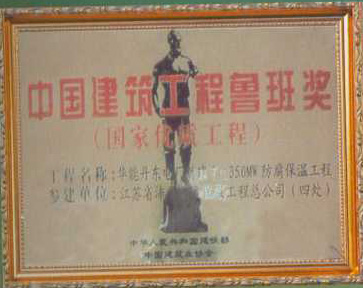 中国建筑工程鲁班奖
(国家优质工程)
工程名称:华能丹东电厂 350MW防腐保温工程
参建单位:江苏省 工程总公司(四处)
中华人民共和国建设部
中国建筑业协会